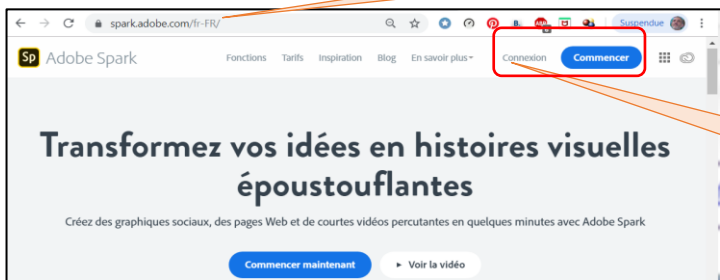 spark.adobe.com/fr-FR/
Suspendue
Sp Adobe Spark
Fonctions Tarifs Inspiration Blog En savoir plus Connexion Commencer
Transformez vos idées en histoires visuelles
époustouflantes
Créez des graphiques sociaux, des pages Web et de courtes vidéos percutantes en quelques minutes avec Adobe Spark
Commencer maintenant Voir la vidéo